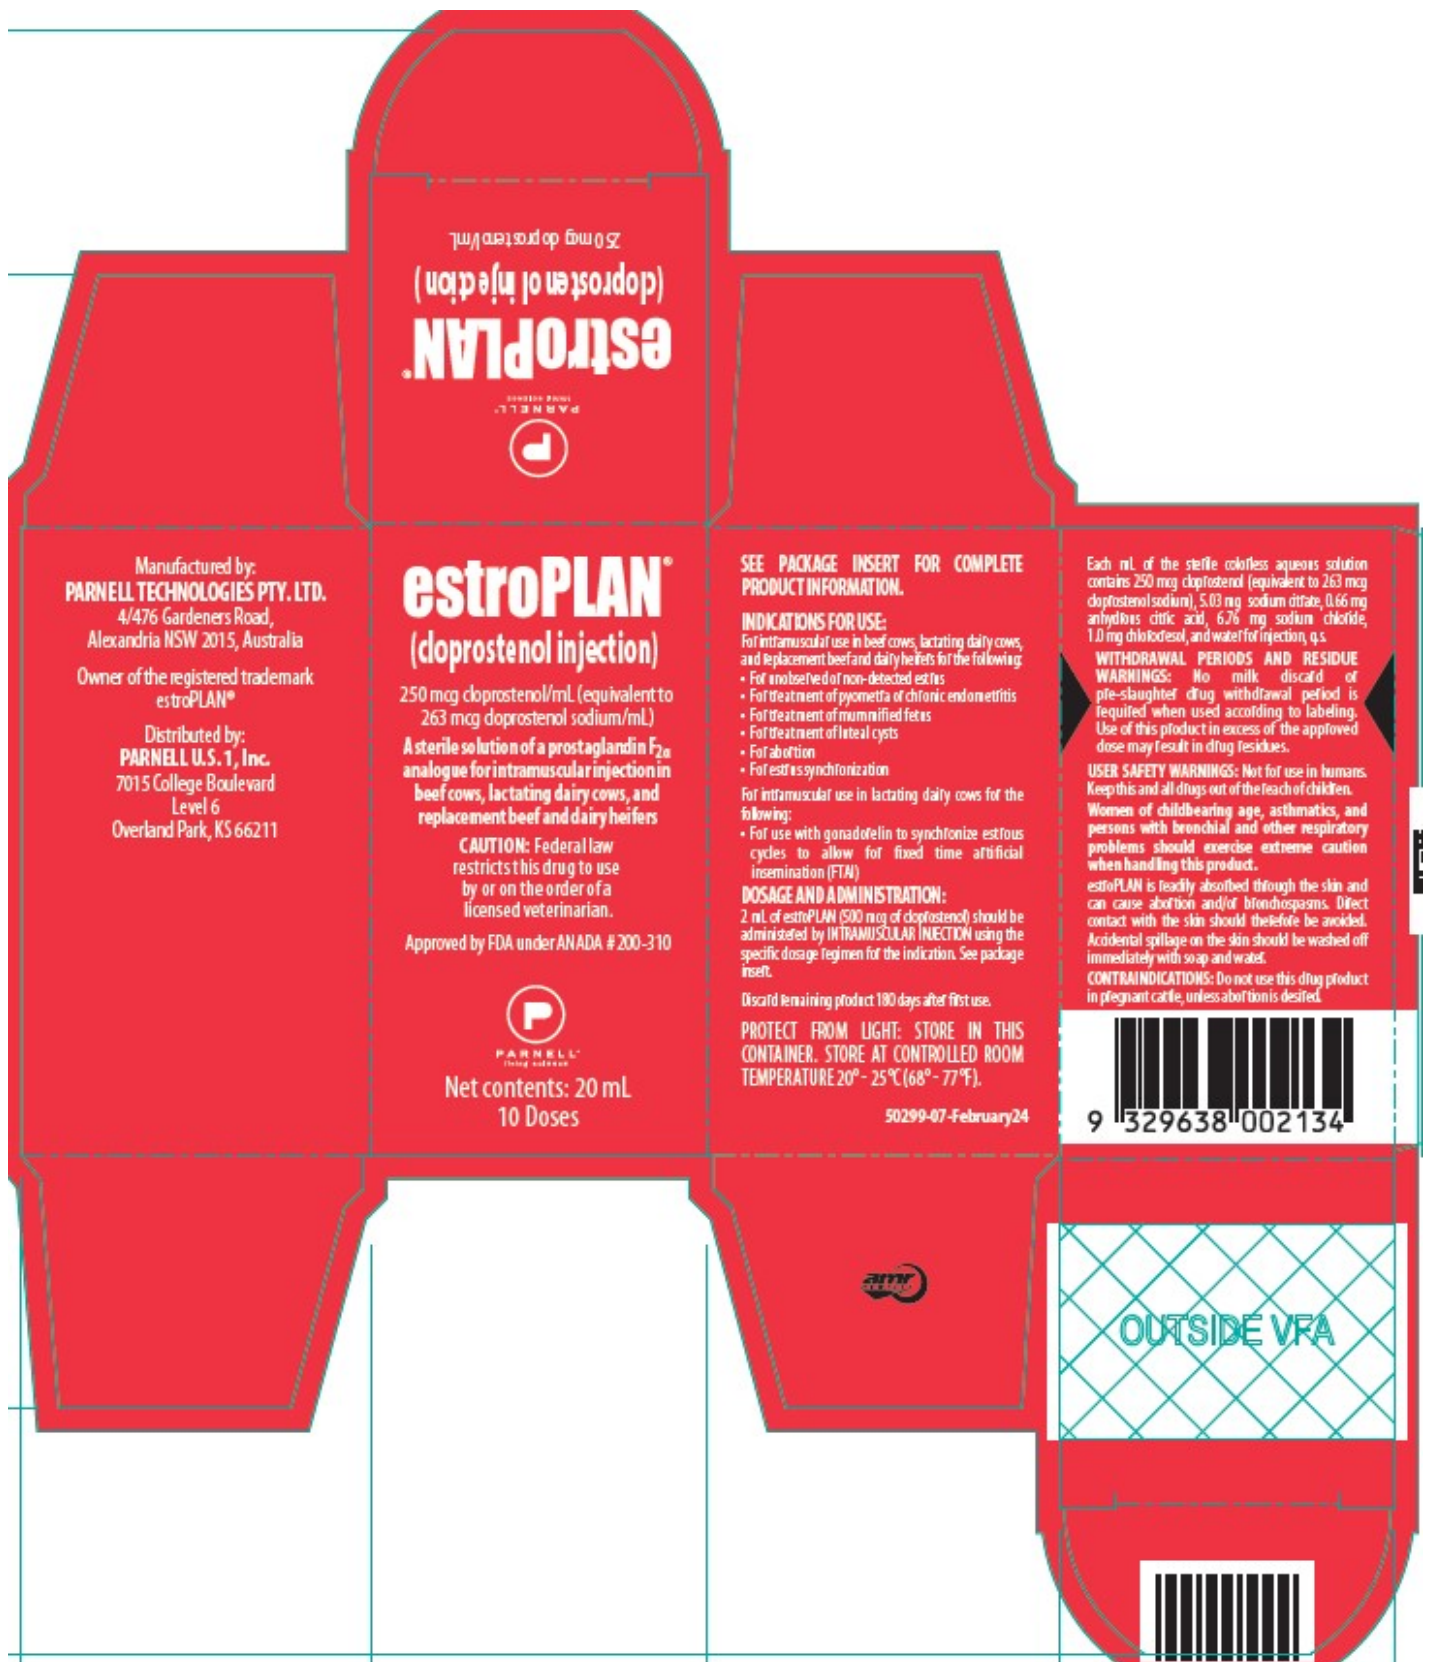 250 mcg cloprostenol/mL
(cloprostenol injection)
estroPLAN®
PARNELL®
living science
Manufactured by:
PARNELL TECHNOLOGIES PTY. LTD.
4/476 Gardeners Road,
Alexandria NSW 2015, Australia
Owner of the registered trademark
estroPLAN®
Distributed by:
PARNELL U.S. 1, Inc.
7015 College Boulevard
Level 6
Overland Park, KS 66211
estroPLAN®
(cloprostenol injection)
250 mcg cloprostenol/mL (equivalent to
263 mcg cloprostenol sodium/mL)
A sterile solution of a prostaglandin F2α
analogue for intramuscular injection in
beef cows, lactating dairy cows, and
replacement beef and dairy heifers
CAUTION: Federal law
restricts this drug to use
by or on the order of a
licensed veterinarian.
Approved by FDA under ANADA # 200-310
P
PARNELL®
living science
Net contents: 20 mL
10 Doses
SEE PACKAGE INSERT FOR COMPLETE
PRODUCT INFORMATION.
INDICATIONS FOR USE:
For intramuscular use in beef cows, lactating dairy cows,
and replacement beef and dairy heifers for the following:
• For unobserved or non-detected estrus
• For treatment of pyometra or chronic endometritis
• For treatment of mummified fetus
• For treatment of luteal cysts
• For abortion
• For estrus synchronization
For intramuscular use in lactating dairy cows for the
following:
• For use with gonadorelin to synchronize estrous
cycles to allow for fixed time artificial
insemination (FTAI)
DOSAGE AND ADMINISTRATION:
2 mL of estroPLAN (500 mcg of cloprostenol) should be
administered by INTRAMUSCULAR INJECTION using the
specific dosage regimen for the indication. See package
insert.
Discard remaining product 180 days after first use.
PROTECT FROM LIGHT: STORE IN THIS
CONTAINER. STORE AT CONTROLLED ROOM
TEMPERATURE 20° - 25°C (68° - 77°F).
50299-07-February24
Each mL of the sterile colorless aqueous solution
contains 250 mcg cloprostenol (equivalent to 263 mcg
cloprostenol sodium), 5.03 mg sodium citrate, 0.66 mg
anhydrous citric acid, 6.76 mg sodium chloride,
1.0 mg chlorocresol, and water for injection, q.s.
WITHDRAWAL PERIODS AND RESIDUE
WARNINGS: No milk discard or
pre-slaughter drug withdrawal period is
required when used according to labeling.
Use of this product in excess of the approved
dose may result in drug residues.
USER SAFETY WARNINGS: Not for use in humans.
Keep this and all drugs out of the reach of children.
Women of childbearing age, asthmatics, and
persons with bronchial and other respiratory
problems should exercise extreme caution
when handling this product.
estroPLAN is readily absorbed through the skin and
can cause abortion and/or bronchospasms. Direct
contact with the skin should therefore be avoided.
Accidental spillage on the skin should be washed off
immediately with soap and water.
CONTRAINDICATIONS: Do not use this drug product
in pregnant cattle, unless abortion is desired.
9 329638 002134
amr
OUTSIDE VFA